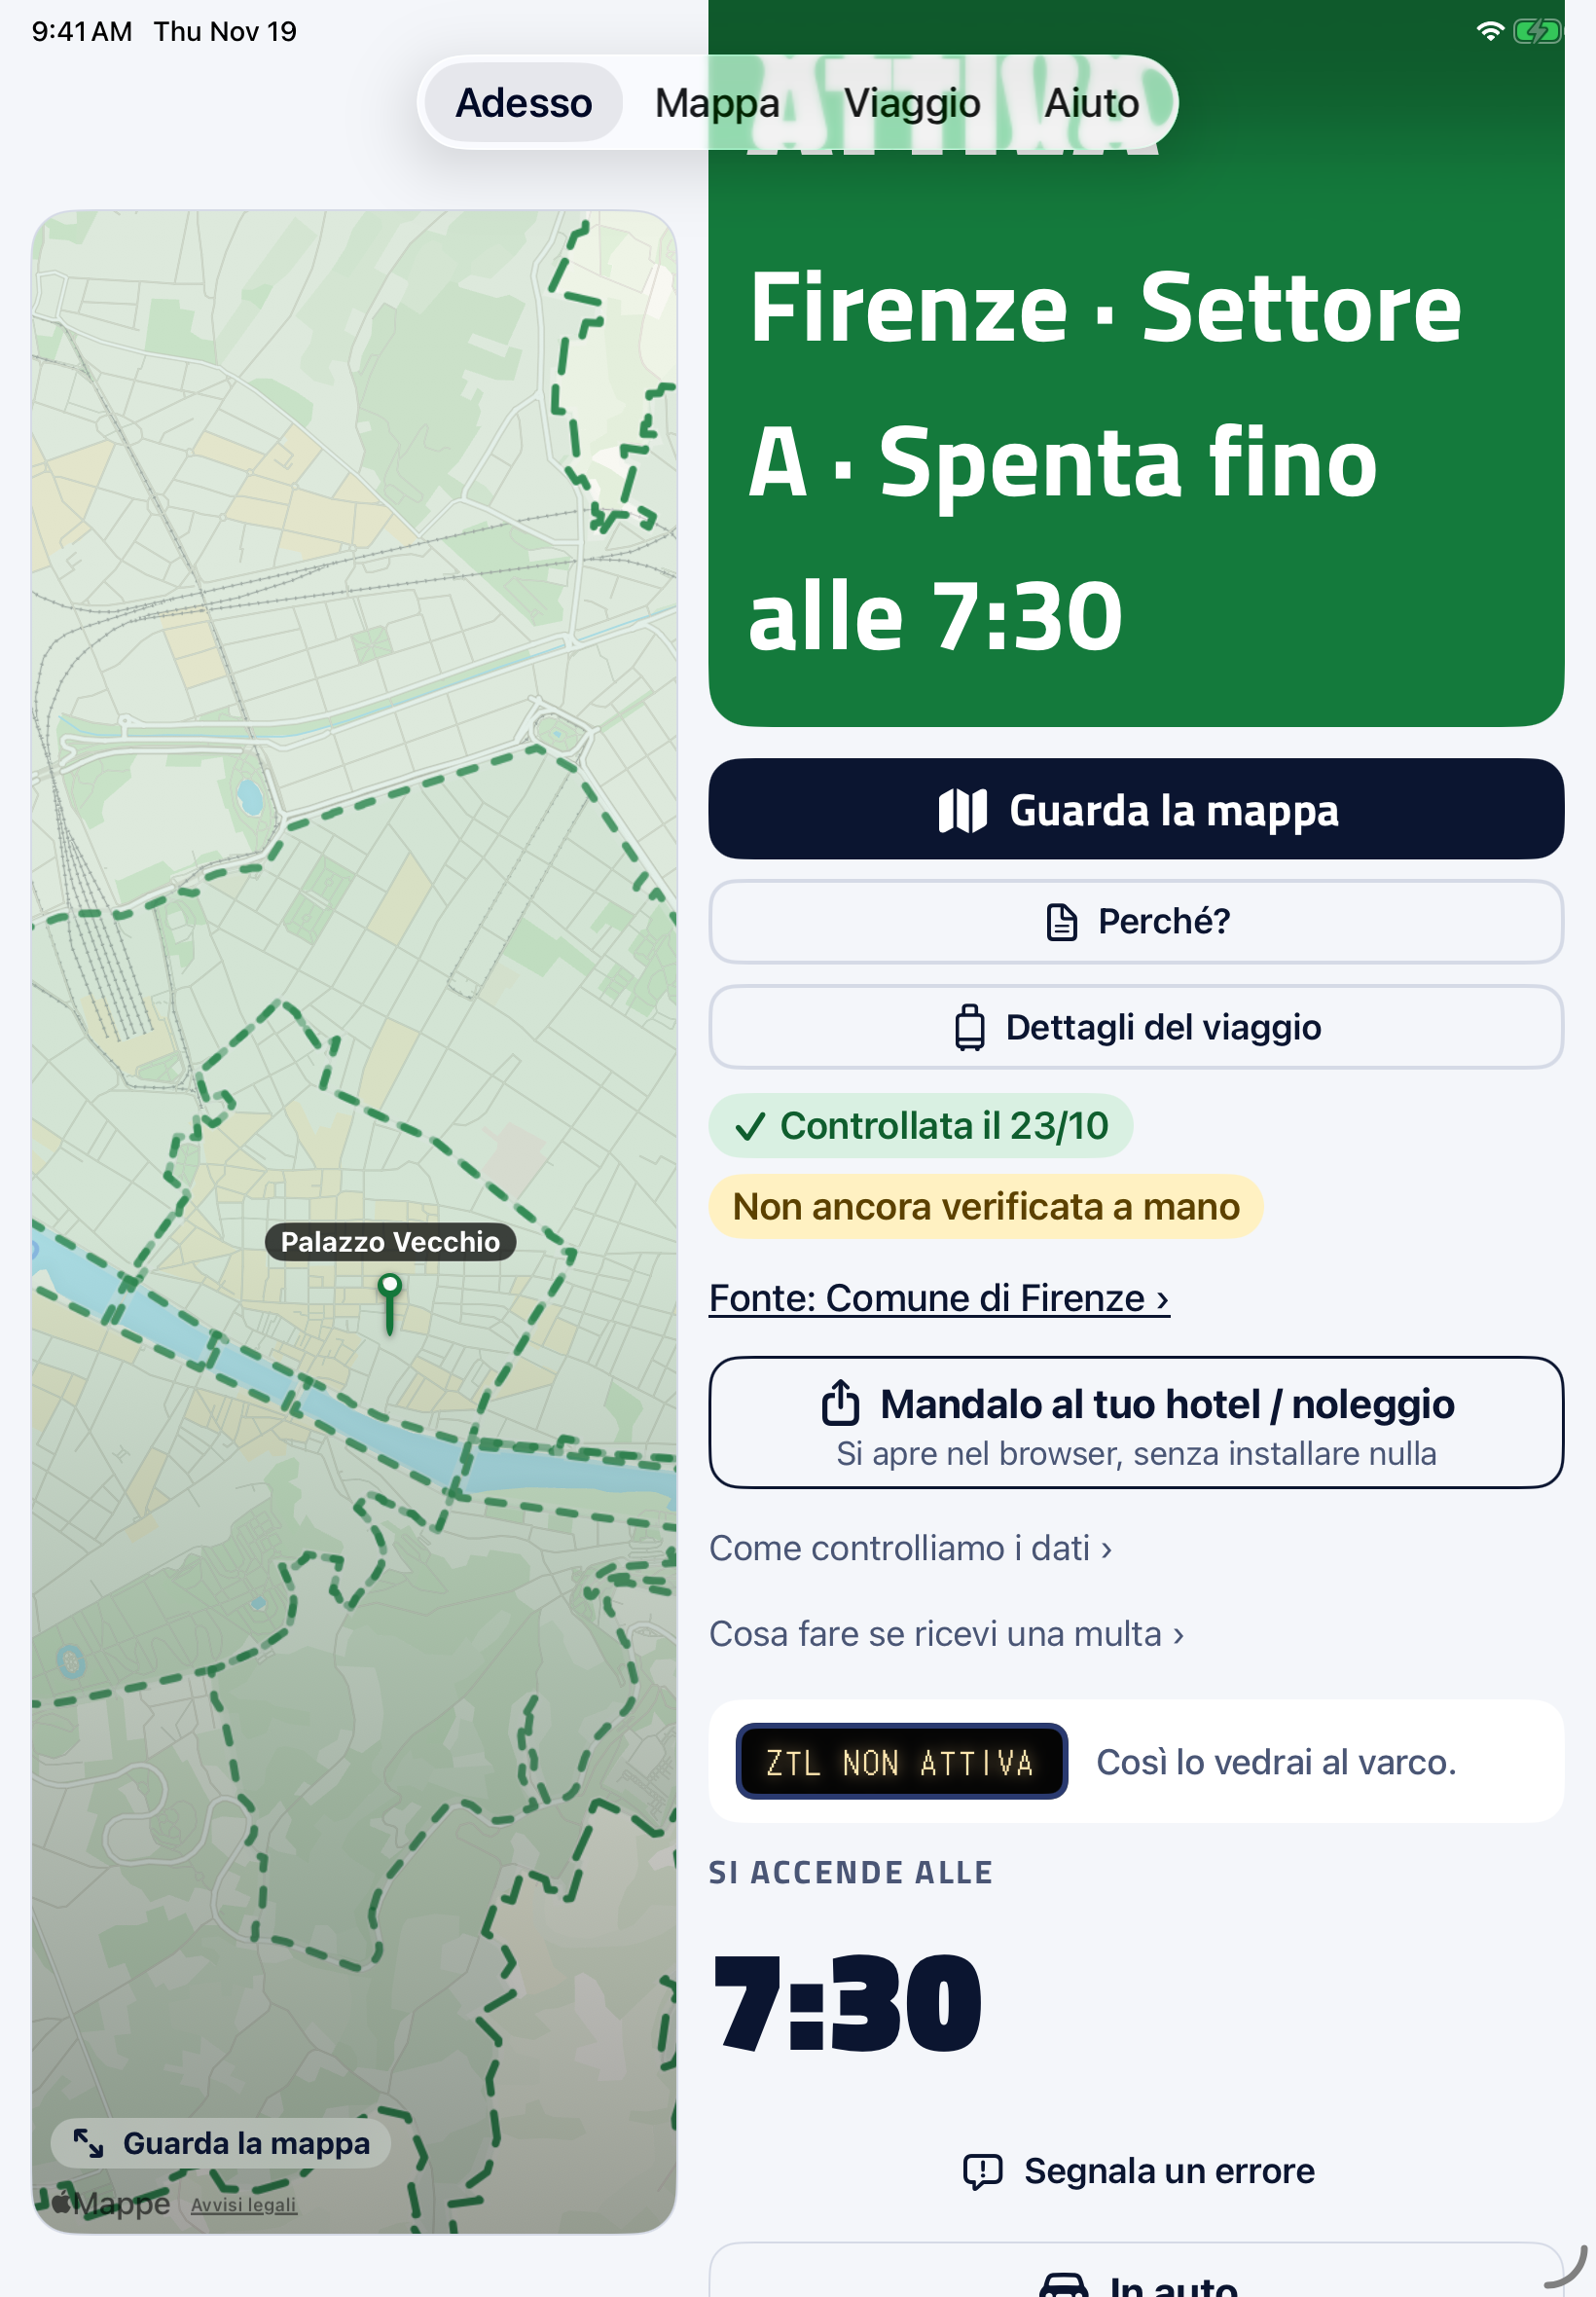 9:41 AM Thu Nov 19
Adesso Mappa Viaggio Aiuto
ATTIVA
Firenze · Settore
A · Spenta fino
alle 7:30
Guarda la mappa
Perché?
Dettagli del viaggio
✓ Controllata il 23/10
Non ancora verificata a mano
Fonte: Comune di Firenze ›
Mandalo al tuo hotel / noleggio
Si apre nel browser, senza installare nulla
Come controlliamo i dati ›
Cosa fare se ricevi una multa ›
ZTL NON ATTIVA
Così lo vedrai al varco.
SI ACCENDE ALLE
7:30
Segnala un errore
In auto
Palazzo Vecchio
Guarda la mappa
Mappe Avvisi legali